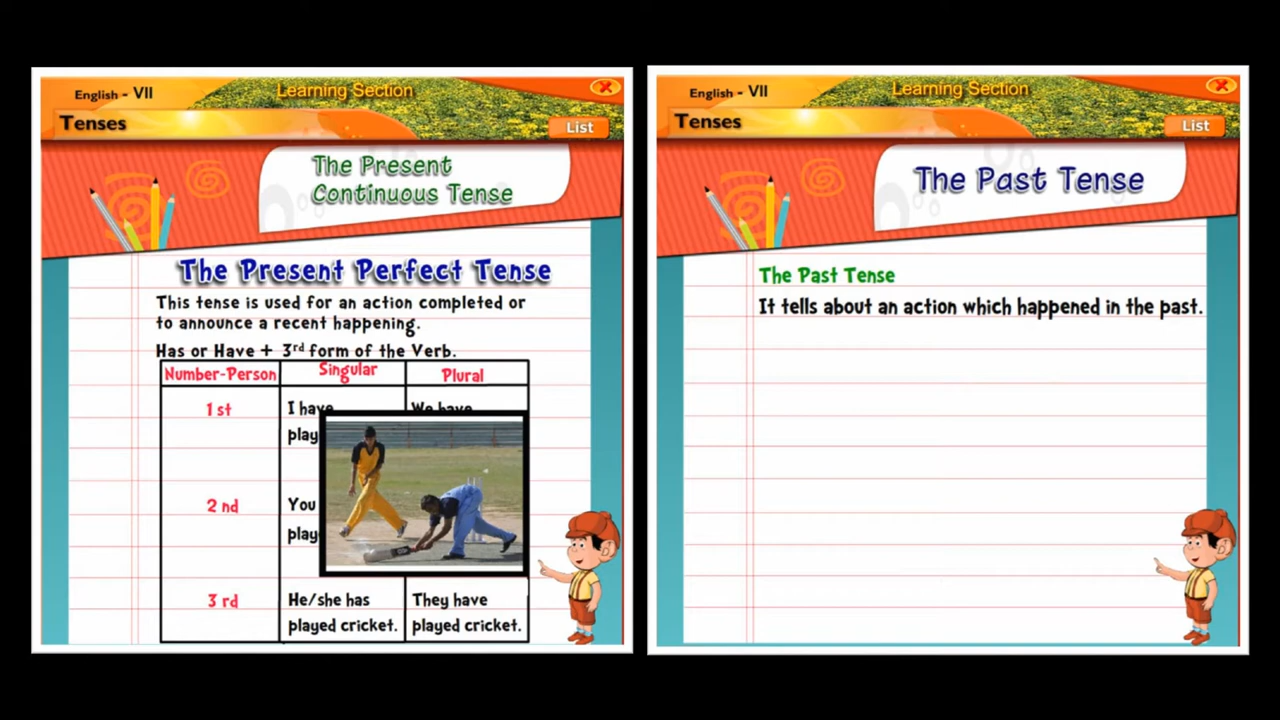 English - VII
Learning Section
Tenses
List
The Present
Continuous Tense
The Present Perfect Tense
This tense is used for an action completed or
to announce a recent happening.
Has or Have + 3rd form of the Verb.
Number-Person Singular Plural
1 st I have We have
play
2 nd You
play
3 rd He/she has They have
played cricket. played cricket.
English - VII
Learning Section
Tenses
List
The Past Tense
The Past Tense
It tells about an action which happened in the past.